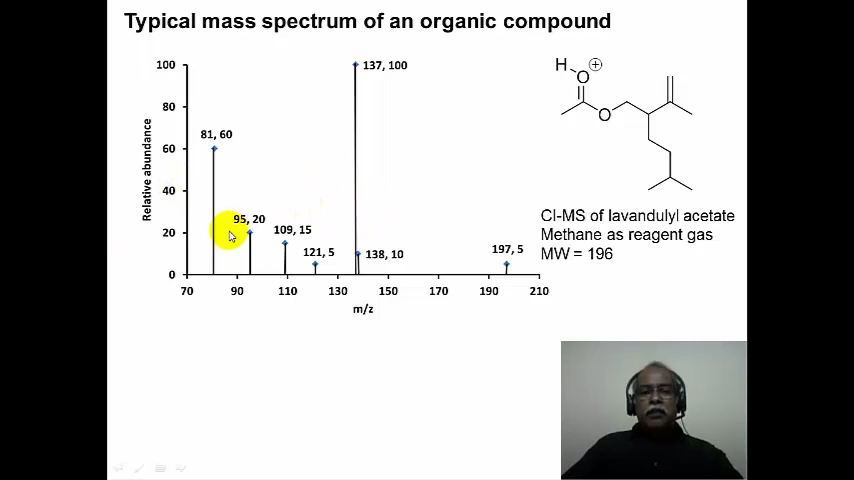 Typical mass spectrum of an organic compound
Relative abundance
100
80
60
40
20
0
81, 60
95, 20
109, 15
121, 5
137, 100
138, 10
197, 5
70 90 110 130 150 170 190 210
m/z
H
O
+
O
CI-MS of lavandulyl acetate
Methane as reagent gas
MW = 196